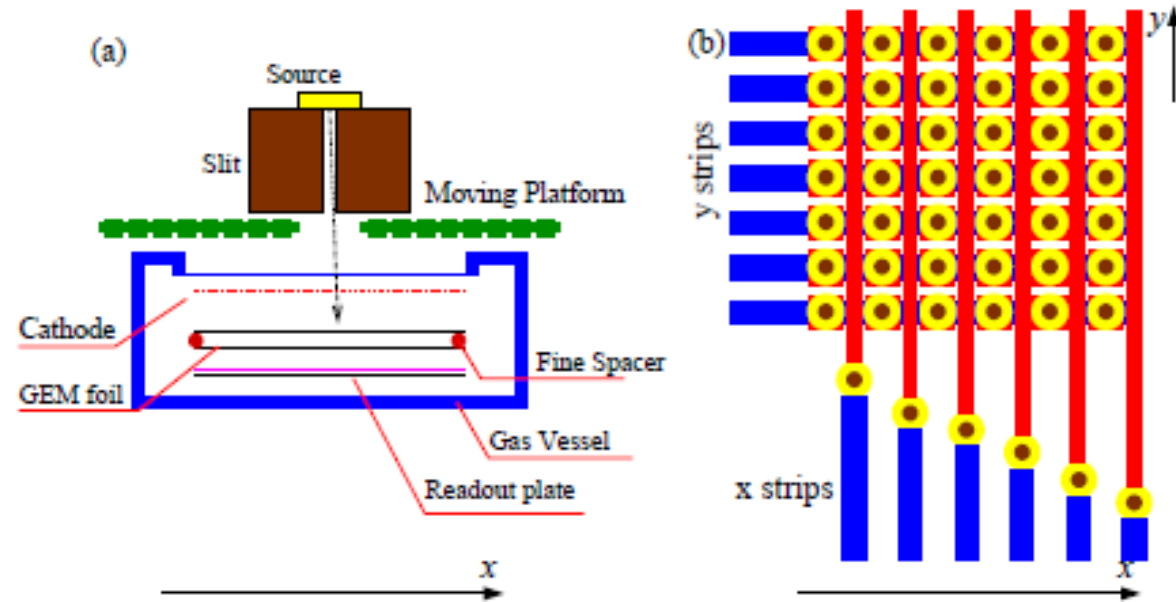 (a)
Source
Slit
Moving Platform
Cathode
GEM foil
Fine Spacer
Gas Vessel
Readout plate
x
(b)
y
y strips
x strips
x